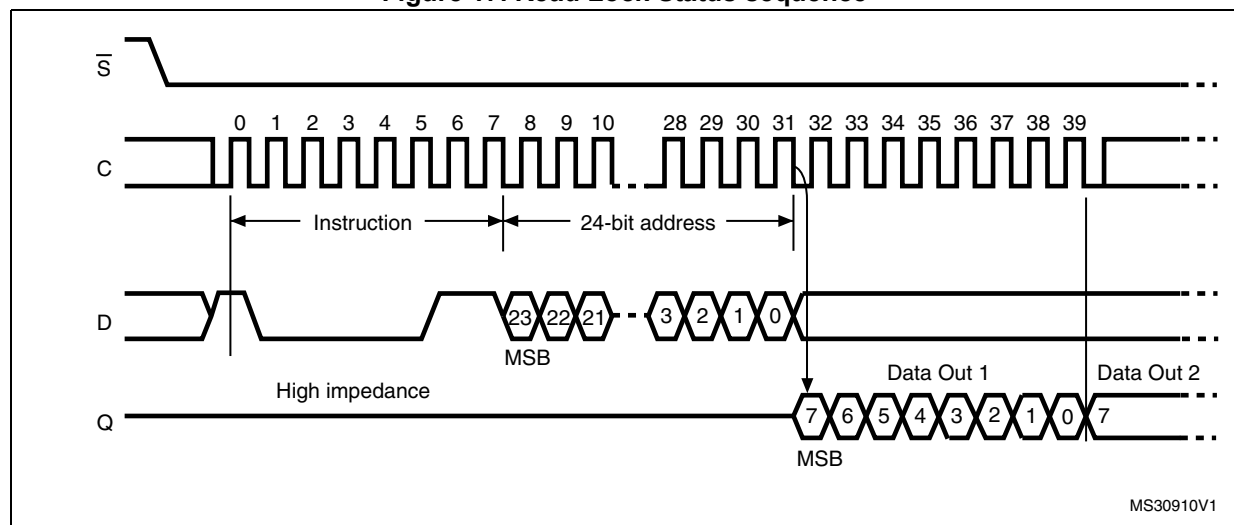 S
0 1 2 3 4 5 6 7 8 9 10 28 29 30 31 32 33 34 35 36 37 38 39
C
Instruction 24-bit address
D 23 22 21 3 2 1 0
MSB
High impedance Data Out 1 Data Out 2
Q 7 6 5 4 3 2 1 0 7
MSB
MS30910V1